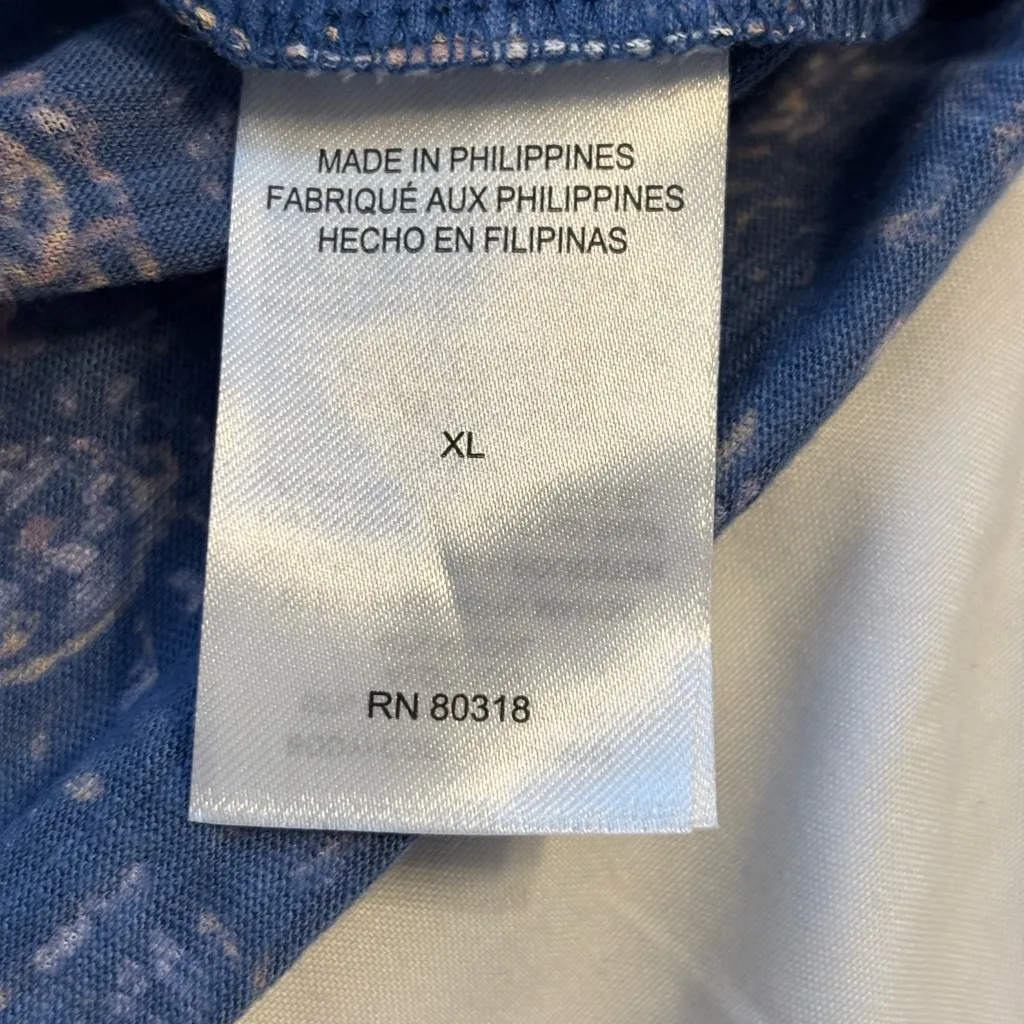 MADE IN PHILIPPINES
FABRIQUÉ AUX PHILIPPINES
HECHO EN FILIPINAS
XL
RN 80318